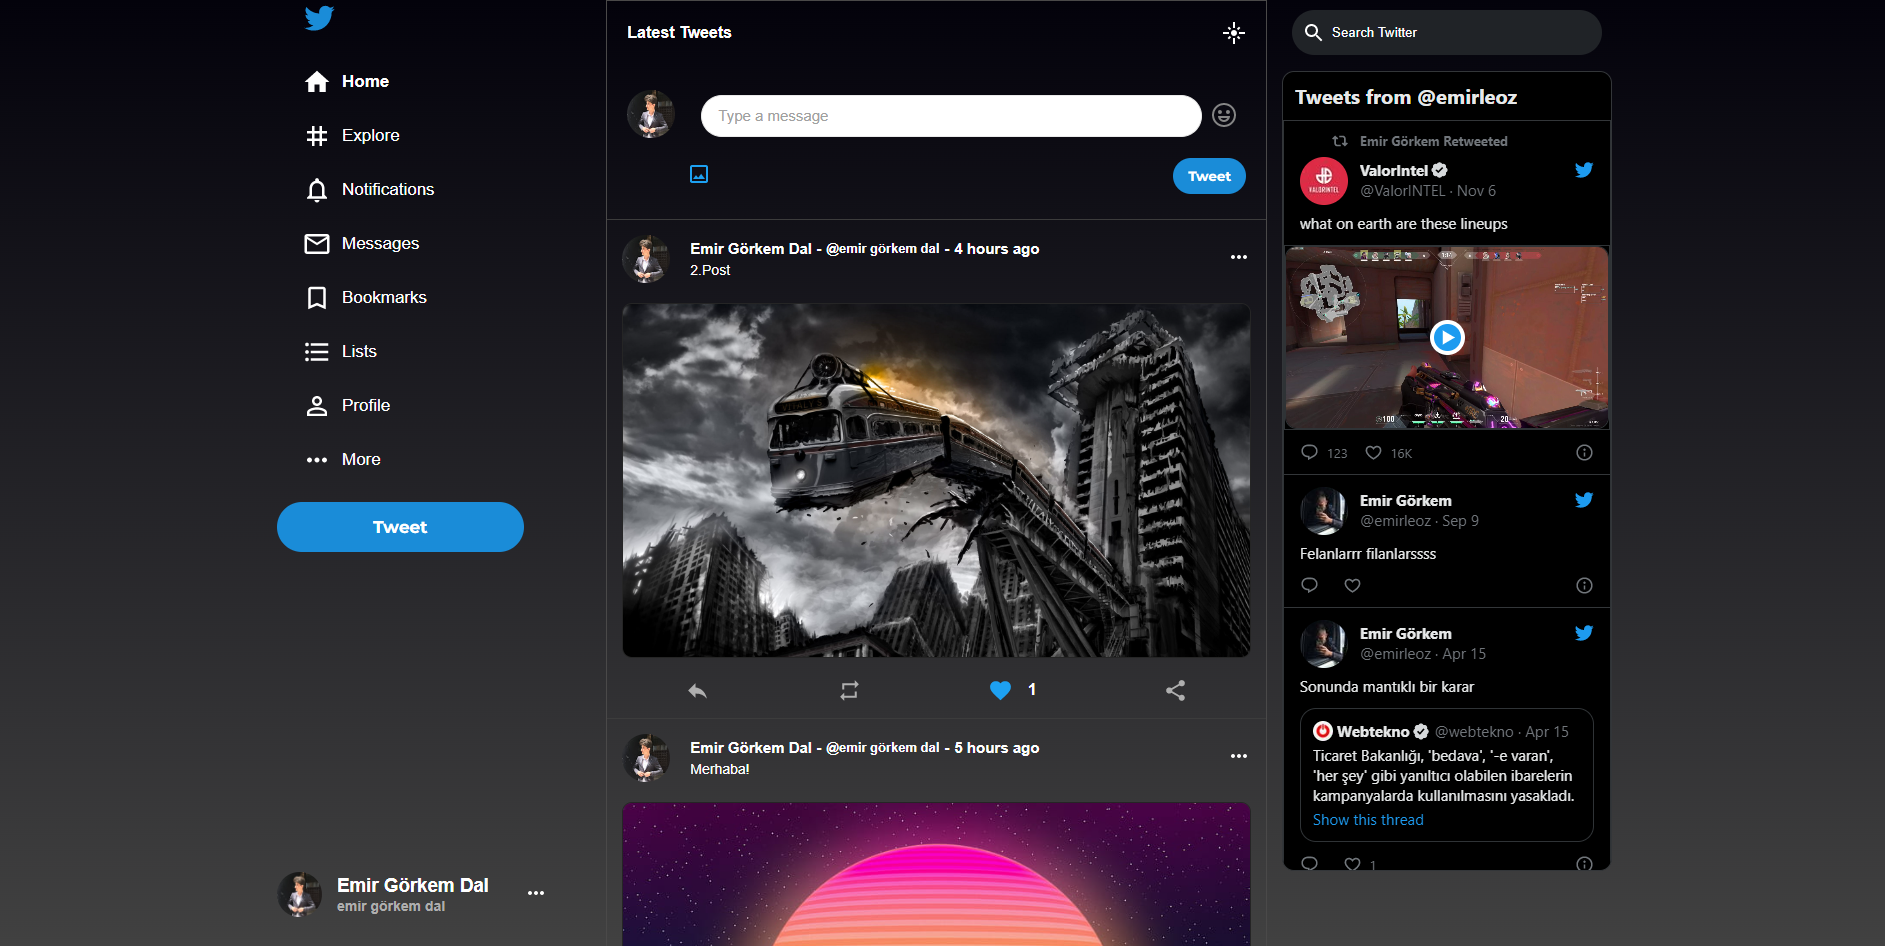 Home
Explore
Notifications
Messages
Bookmarks
Lists
Profile
More
Tweet
Emir Görkem Dal
emir görkem dal
Latest Tweets
Type a message
Tweet
Emir Görkem Dal - @emir görkem dal - 4 hours ago
2.Post
1
Emir Görkem Dal - @emir görkem dal - 5 hours ago
Merhaba!
Search Twitter
Tweets from @emirleoz
Emir Görkem Retweeted
ValorIntel
@ValorINTEL · Nov 6
VALORINTEL
what on earth are these lineups
100
20
123 16K
Emir Görkem
@emirleoz · Sep 9
Felanlarrr filanlarssss
Emir Görkem
@emirleoz · Apr 15
Sonunda mantıklı bir karar
Webtekno @webtekno · Apr 15
Ticaret Bakanlığı, 'bedava', '-e varan',
'her şey' gibi yanıltıcı olabilen ibarelerin
kampanyalarda kullanılmasını yasakladı.
Show this thread
1